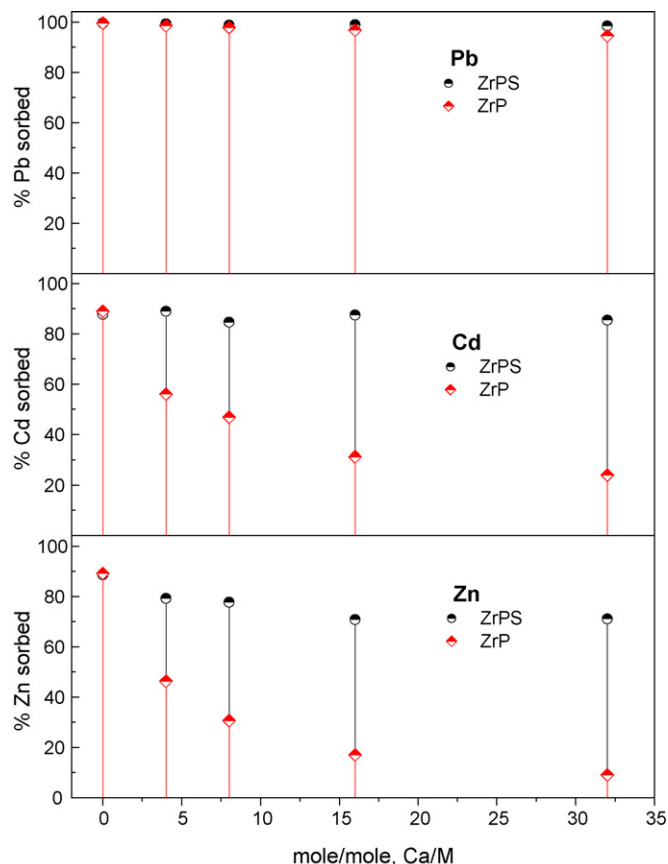 100
80
60
40
20
% Pb sorbed
Pb
ZrPS
ZrP
100
80
60
40
20
% Cd sorbed
Cd
ZrPS
ZrP
100
80
60
40
20
0
% Zn sorbed
Zn
ZrPS
ZrP
0 5 10 15 20 25 30 35
mole/mole, Ca/M